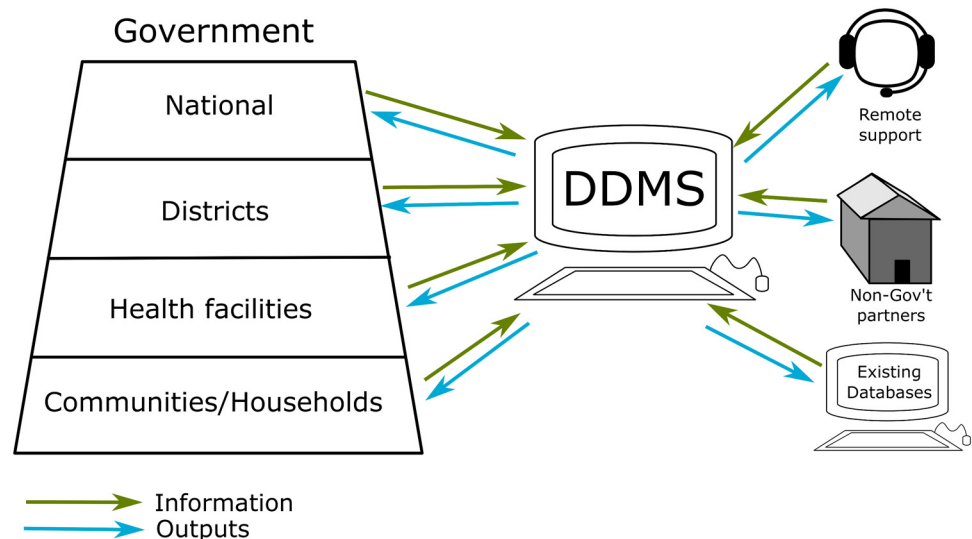 Government
National
Districts
Health facilities
Communities/Households
DDMS
Remote
support
Non-Gov't
partners
Existing
Databases
Information
Outputs